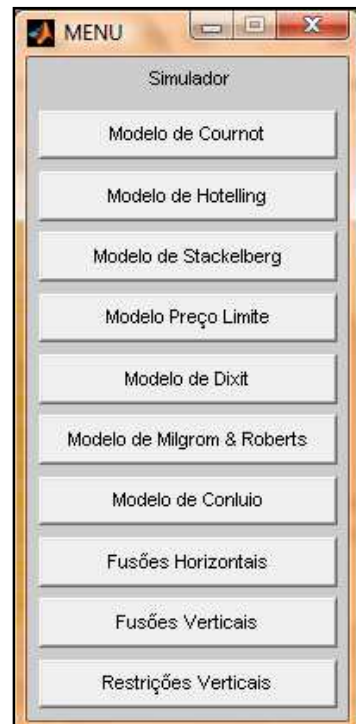 MENU
Simulador
Modelo de Cournot
Modelo de Hotelling
Modelo de Stackelberg
Modelo Preço Limite
Modelo de Dixit
Modelo de Milgrom & Roberts
Modelo de Conluio
Fusões Horizontais
Fusões Verticais
Restrições Verticais